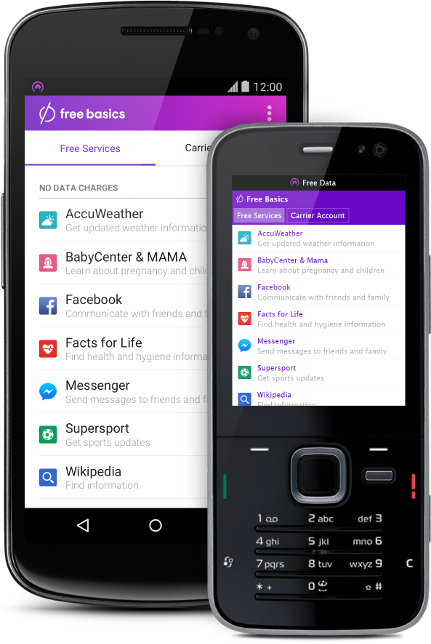 12:00
free basics
Free Services
Carrier
NO DATA CHARGES
AccuWeather
Get updated weather information
BabyCenter & MAMA
Learn about pregnancy and childre
Facebook
Communicate with friends and f
Facts for Life
Find health and hygiene informa
Messenger
Send messages to friends and fa
Supersport
Get sports updates
Wikipedia
Find information
Free Data
Free Basics
Free Services
Carrier Account
AccuWeather
Get updated weather information
BabyCenter & MAMA
Learn about pregnancy and children
Facebook
Communicate with friends and family
Facts for Life
Find health and hygiene information
Messenger
Send messages to friends and family
Supersport
Get sports updates
Wikipedia
Find information
1 2 abc def 3
4 ghi 5 jkl mno 6
7 pqrs 8 tuv wxyz 9 C
* + 0 #